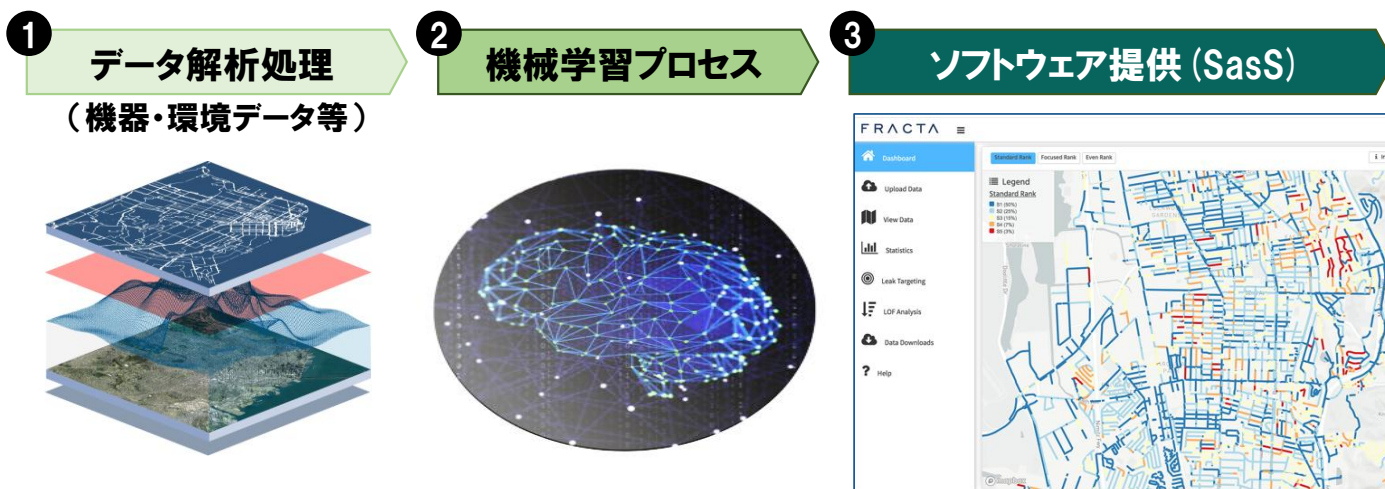 1
データ解析処理
(機器・環境データ等)
2
機械学習プロセス
3
ソフトウェア提供(SasS)
FRACTA
Dashboard
Upload Data
View Data
Statistics
Leak Targeting
LOF Analysis
Data Downloads
? Help
Standard Rank Focused Rank Even Rank
Legend
Standard Rank
mapbox